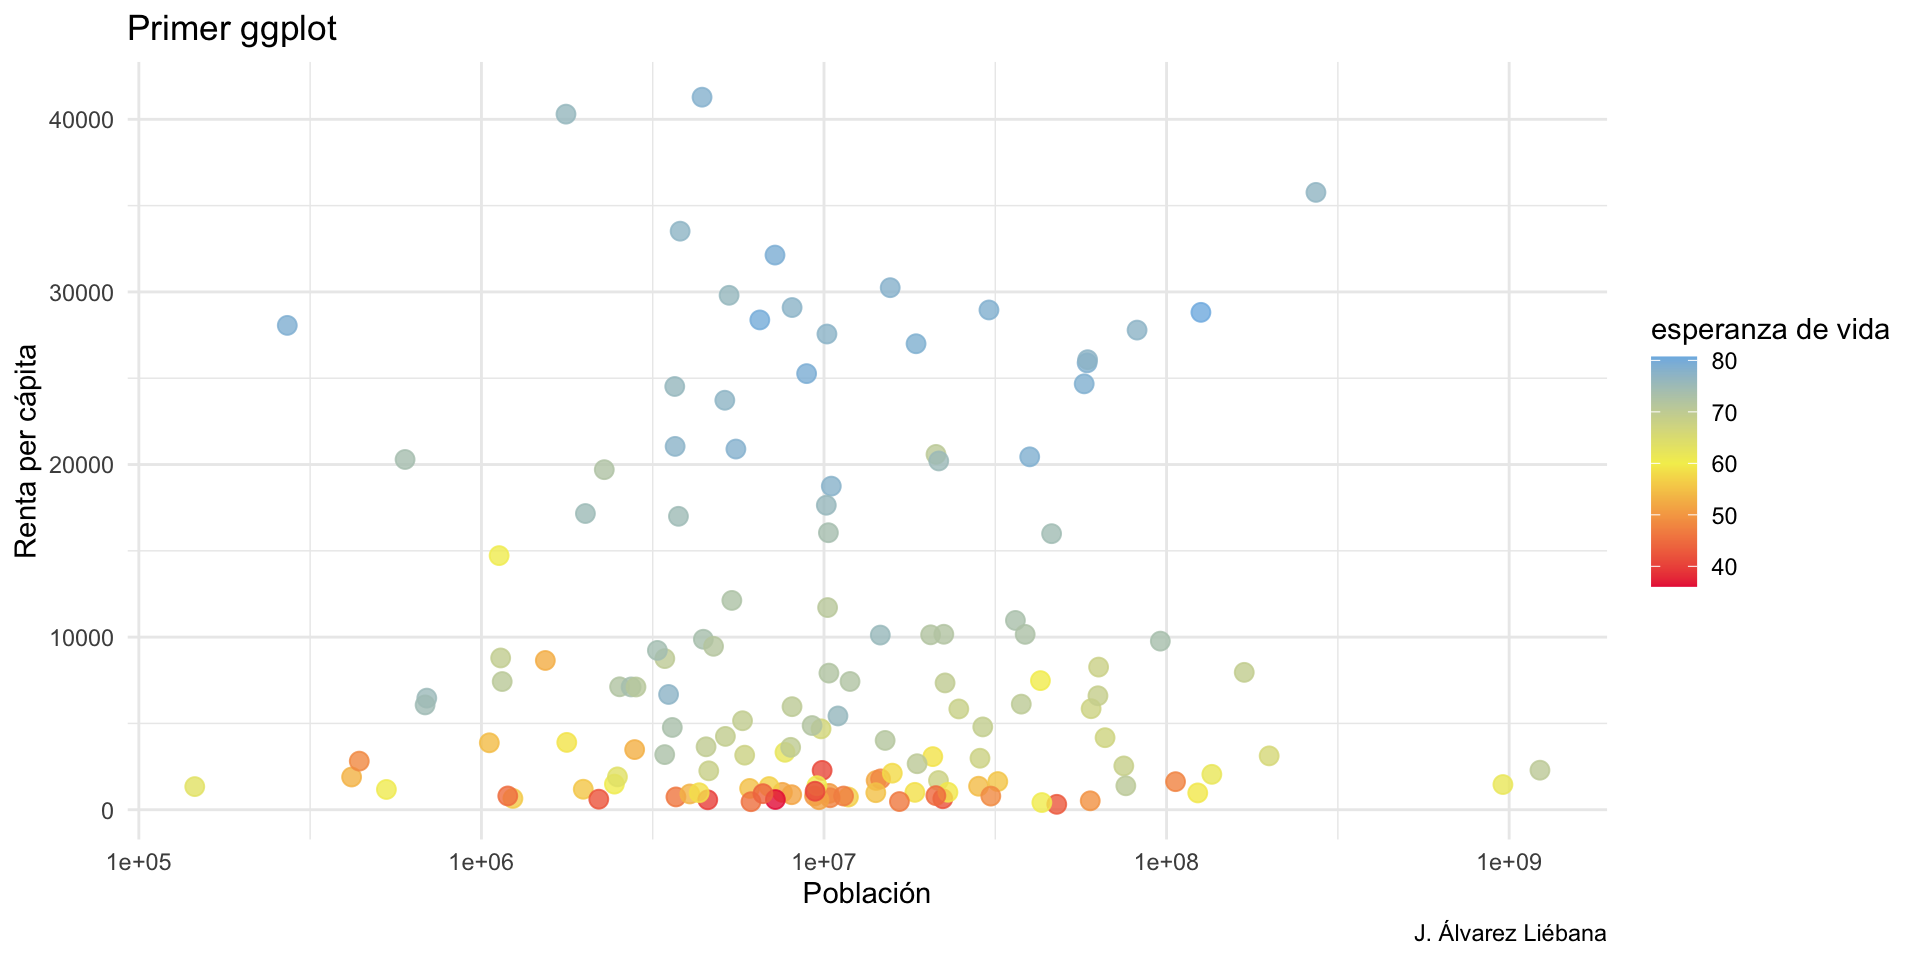 Primer ggplot
Renta per cápita
40000
30000
20000
10000
0
1e+05 1e+06 1e+07 1e+08 1e+09
Población
esperanza de vida
80
70
60
50
40
J. Álvarez Liébana